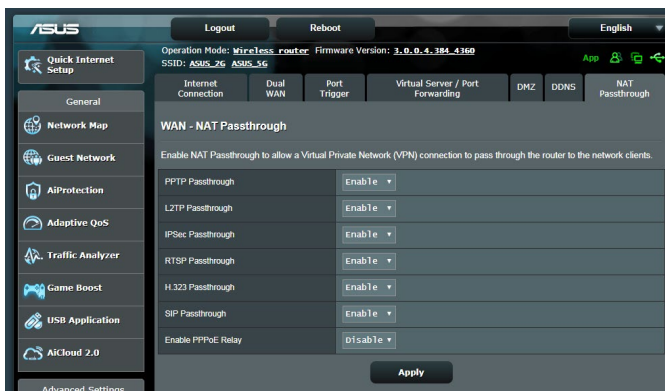 ASUS
Logout
Reboot
English
Operation Mode: Wireless router Firmware Version: 3.0.0.4.384_4360
SSID: ASUS_2G ASUS_5G
App
Quick Internet
Setup
General
Network Map
Guest Network
AiProtection
Adaptive QoS
Traffic Analyzer
Game Boost
USB Application
AiCloud 2.0
Advanced Settings
Internet
Connection
Dual
WAN
Port
Trigger
Virtual Server / Port
Forwarding
DMZ
DDNS
NAT
Passthrough
WAN - NAT Passthrough
Enable NAT Passthrough to allow a Virtual Private Network (VPN) connection to pass through the router to the network clients.
PPTP Passthrough Enable
L2TP Passthrough Enable
IPSec Passthrough Enable
RTSP Passthrough Enable
H.323 Passthrough Enable
SIP Passthrough Enable
Enable PPPoE Relay Disable
Apply